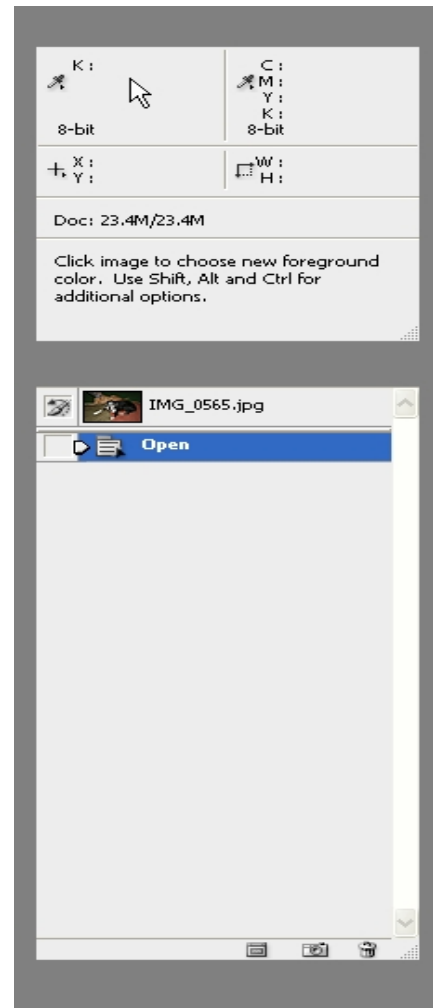 K :
8-bit
C :
M :
Y :
K :
8-bit
X :
Y :
W :
H :
Doc: 23.4M/23.4M
Click image to choose new foreground
color. Use Shift, Alt and Ctrl for
additional options.
IMG_0565.jpg
Open